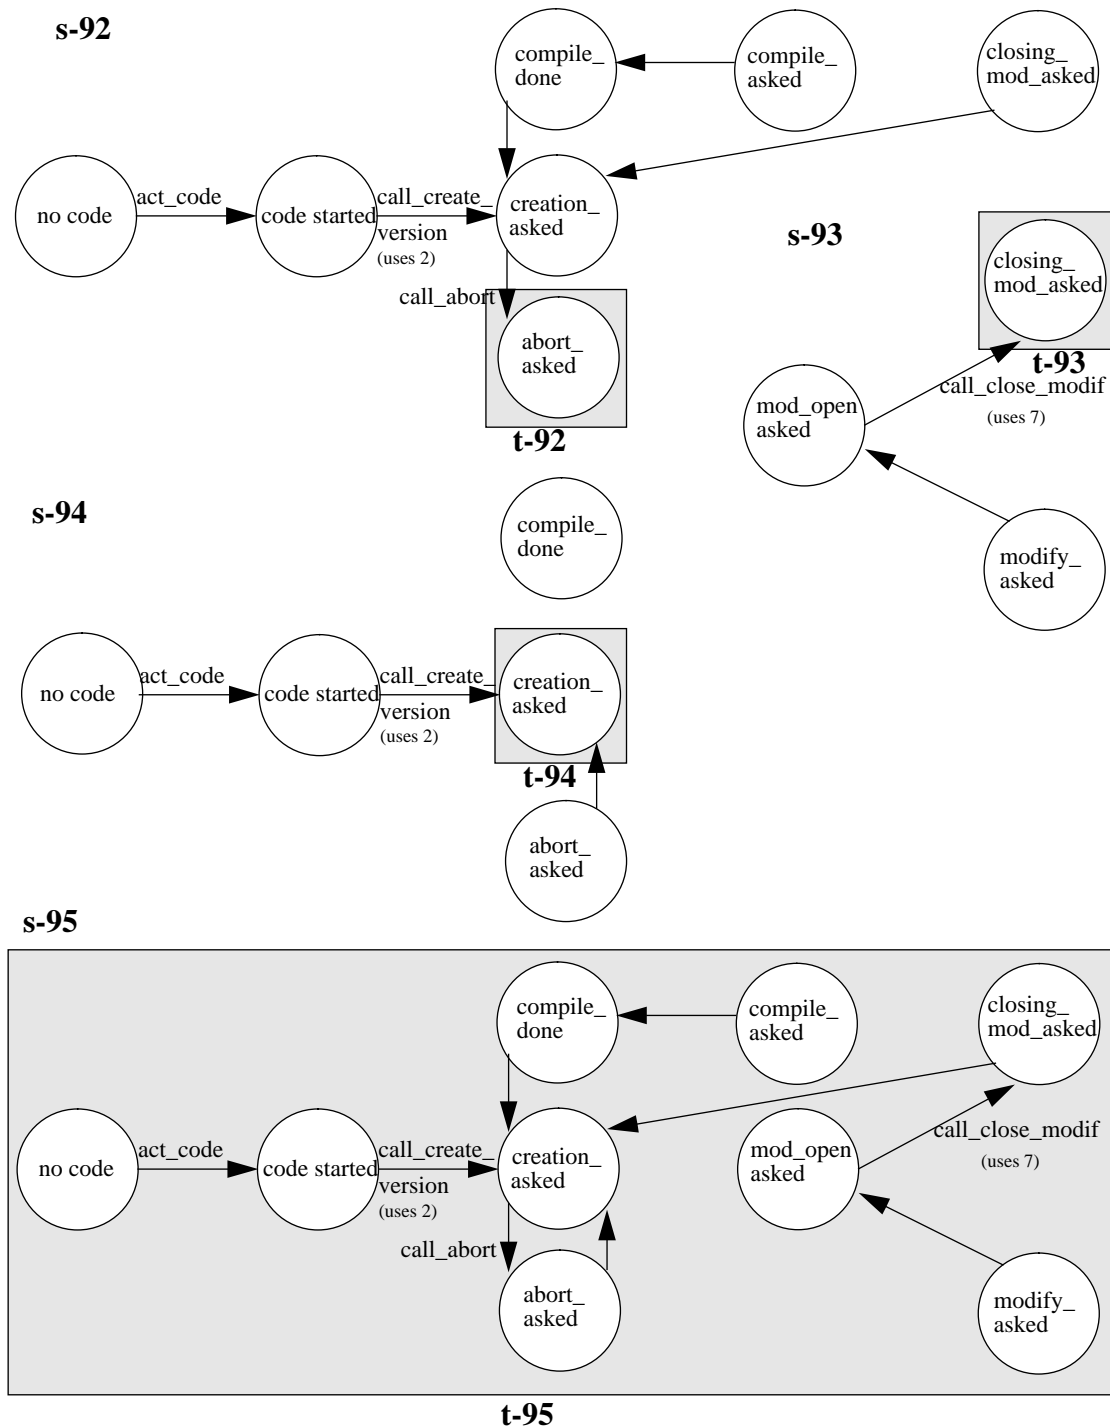 s-92
compile_
done
compile_
asked
closing_
mod_asked
no code
act_code
code started
call_create_
version
(uses 2)
creation_
asked
call_abort
abort_
asked
t-92
s-93
closing_
mod_asked
t-93
call_close_modif
(uses 7)
mod_open
asked
modify_
asked
s-94
compile_
done
no code
act_code
code started
call_create_
version
(uses 2)
creation_
asked
t-94
abort_
asked
s-95
compile_
done
compile_
asked
closing_
mod_asked
no code
act_code
code started
call_create_
version
(uses 2)
creation_
asked
mod_open
asked
call_close_modif
(uses 7)
call_abort
abort_
asked
modify_
asked
t-95